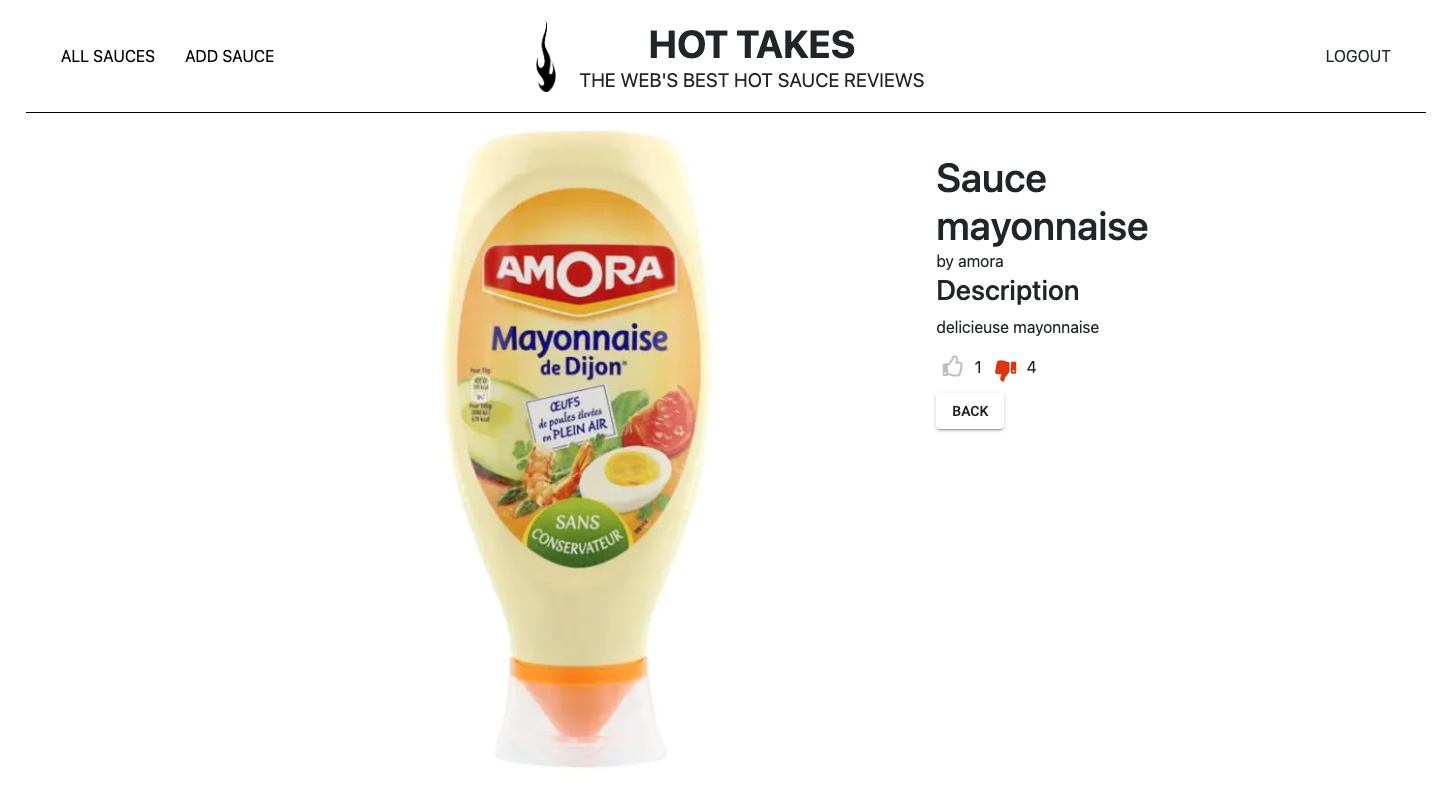 ALL SAUCES
ADD SAUCE
HOT TAKES
THE WEB'S BEST HOT SAUCE REVIEWS
LOGOUT
AMORA
Mayonnaise
de Dijon
ŒUFS
de poules élevées
en PLEIN AIR
SANS
CONSERVATEUR
Sauce
mayonnaise
by amora
Description
delicieuse mayonnaise
1
4
BACK